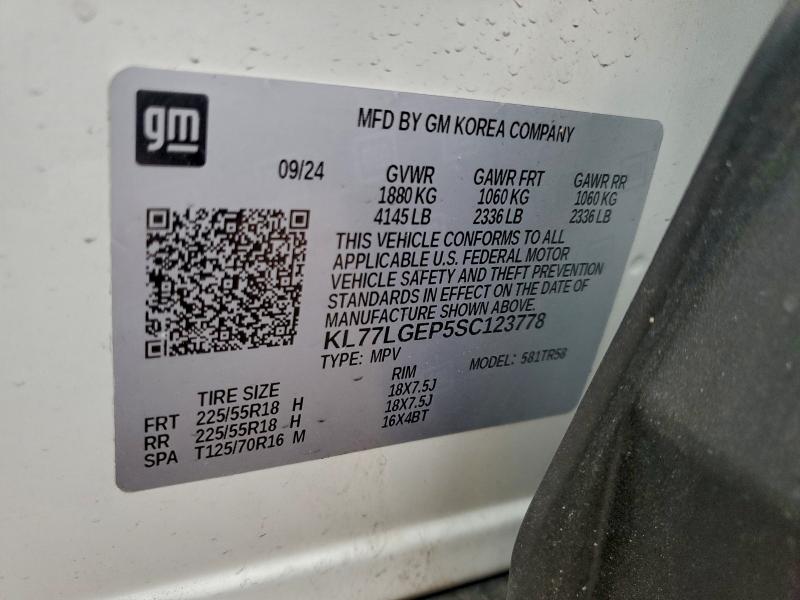 gm
MFD BY GM KOREA COMPANY
09/24 GVWR GAWR FRT GAWR RR
1880 KG 1060 KG 1060 KG
4145 LB 2336 LB 2336 LB
THIS VEHICLE CONFORMS TO ALL
APPLICABLE U.S. FEDERAL MOTOR
VEHICLE SAFETY AND THEFT PREVENTION
STANDARDS IN EFFECT ON THE DATE OF
MANUFACTURE SHOWN ABOVE.
KL77LGEP5SC123778
TYPE: MPV MODEL: 581TR58
TIRE SIZE RIM
FRT 225/55R18 H 18X7.5J
RR 225/55R18 H 18X7.5J
SPA T125/70R16 M 16X4BT